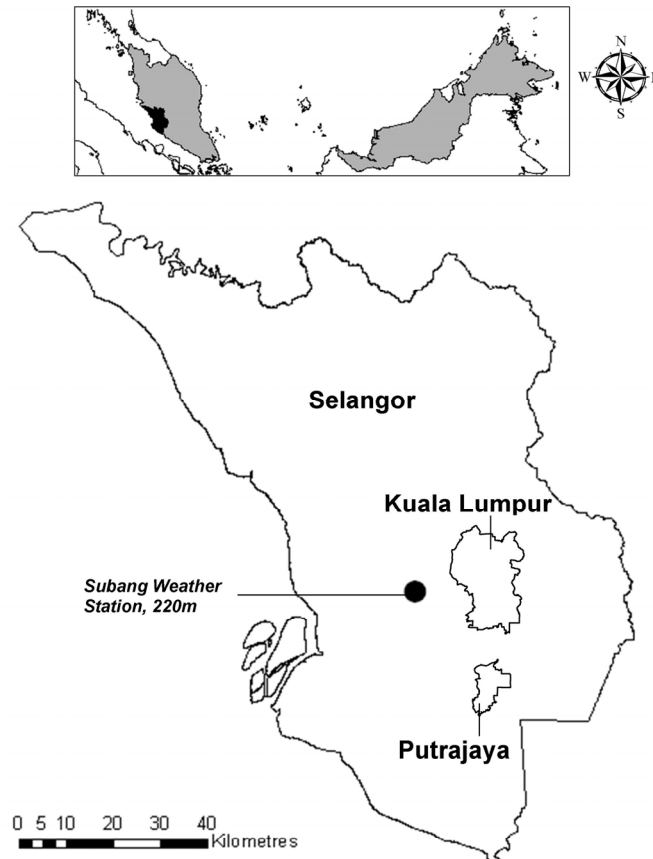 N
W
E
S
Selangor
Kuala Lumpur
Subang Weather
Station, 220m
Putrajaya
0 5 10 20 30 40
Kilometres